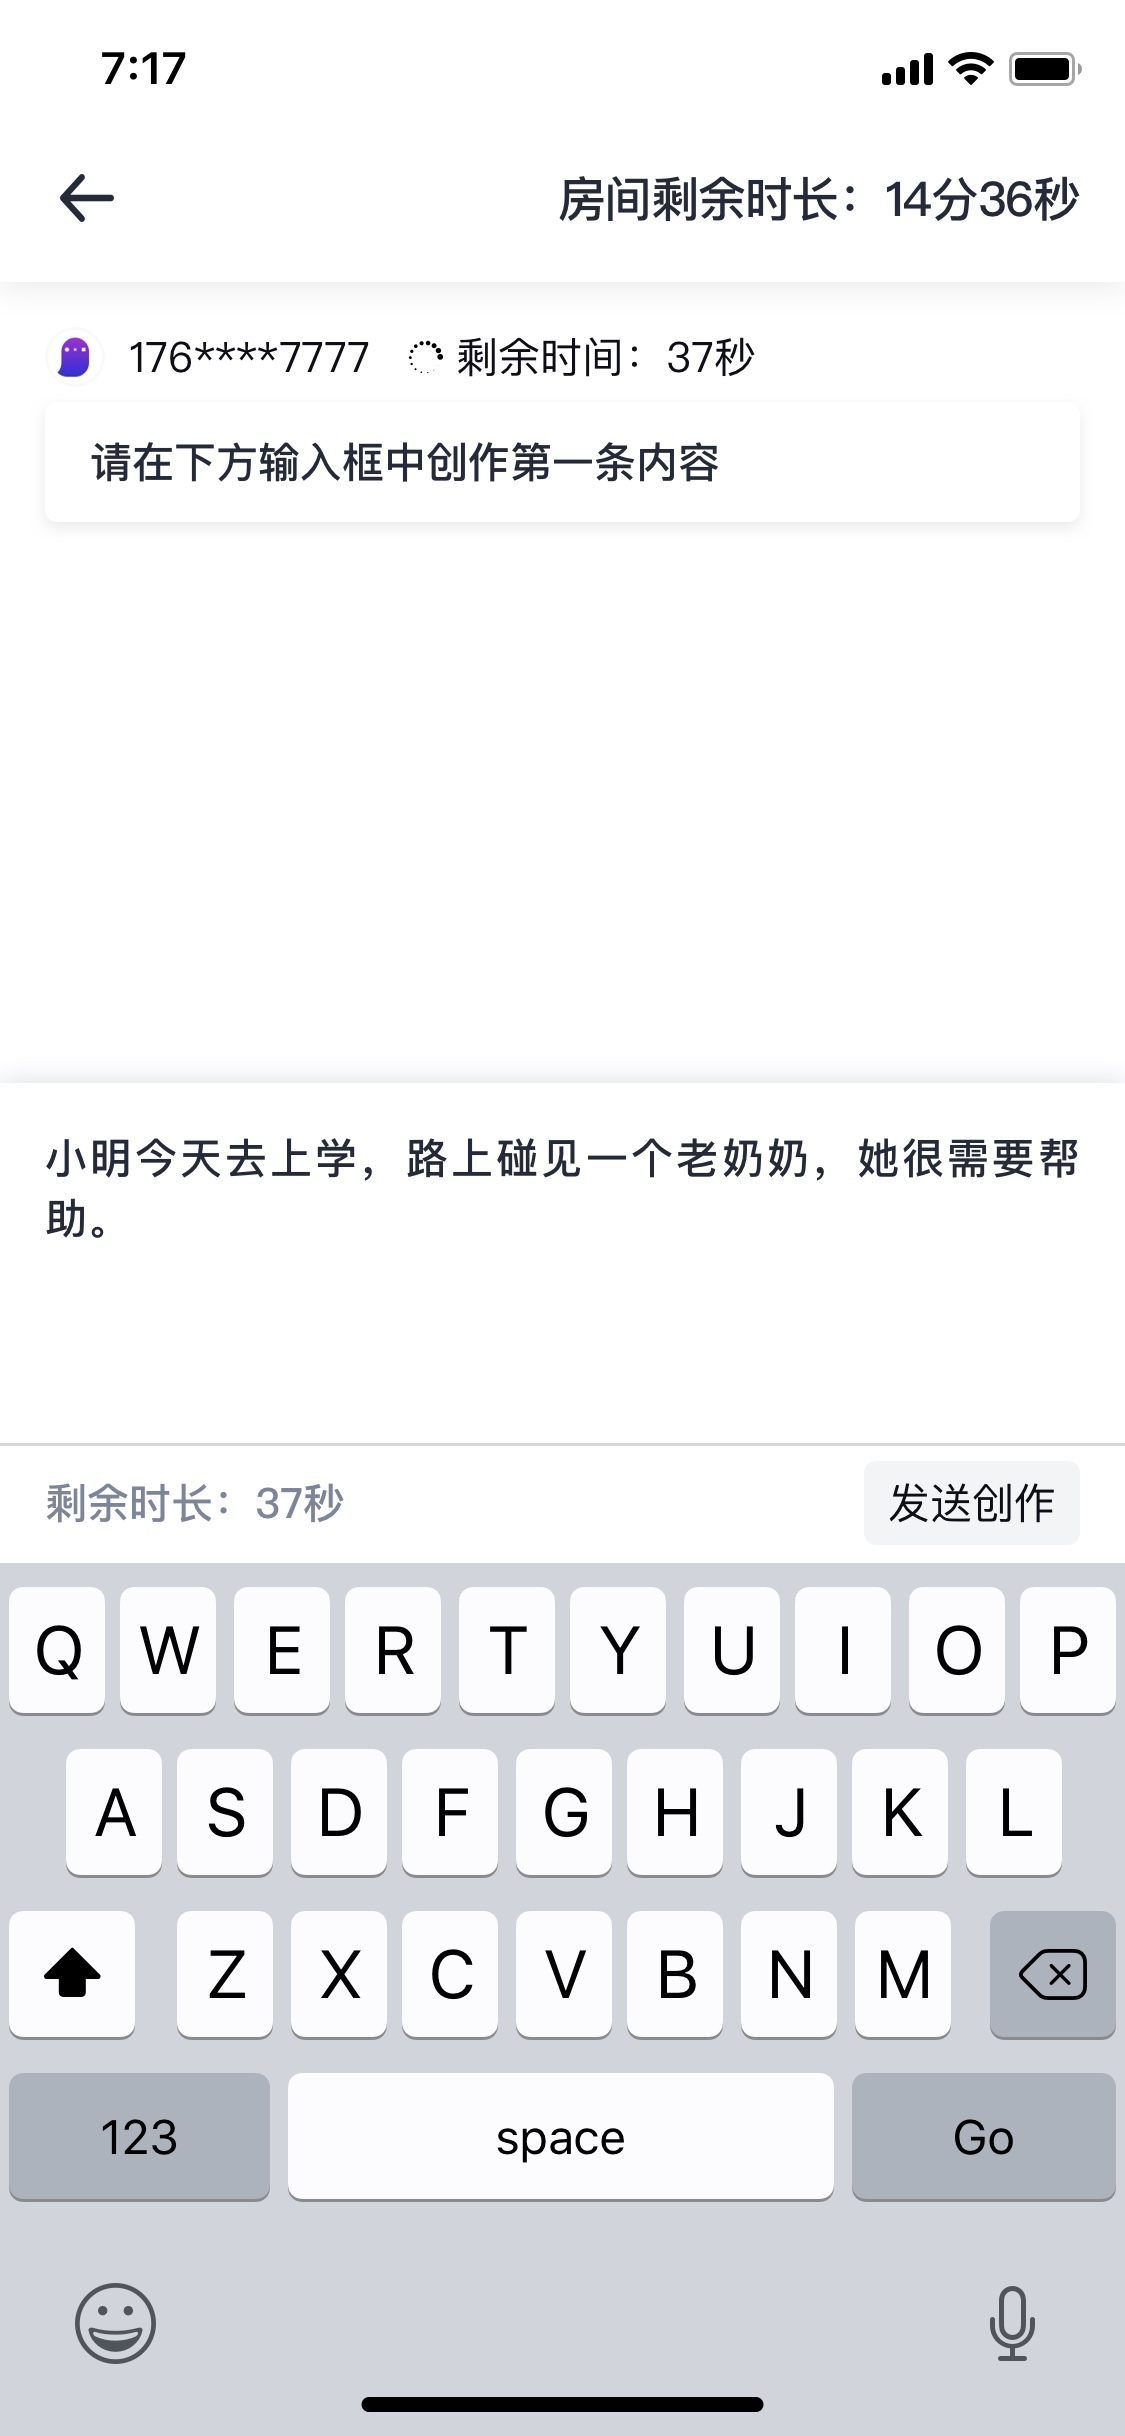 7:17
房间剩余时长：14分36秒
176****7777 剩余时间：37秒
请在下方输入框中创作第一条内容
小明今天去上学，路上碰见一个老奶奶，她很需要帮
助。
剩余时长：37秒 发送创作
Q W E R T Y U I O P
A S D F G H J K L
Z X C V B N M
123 space Go